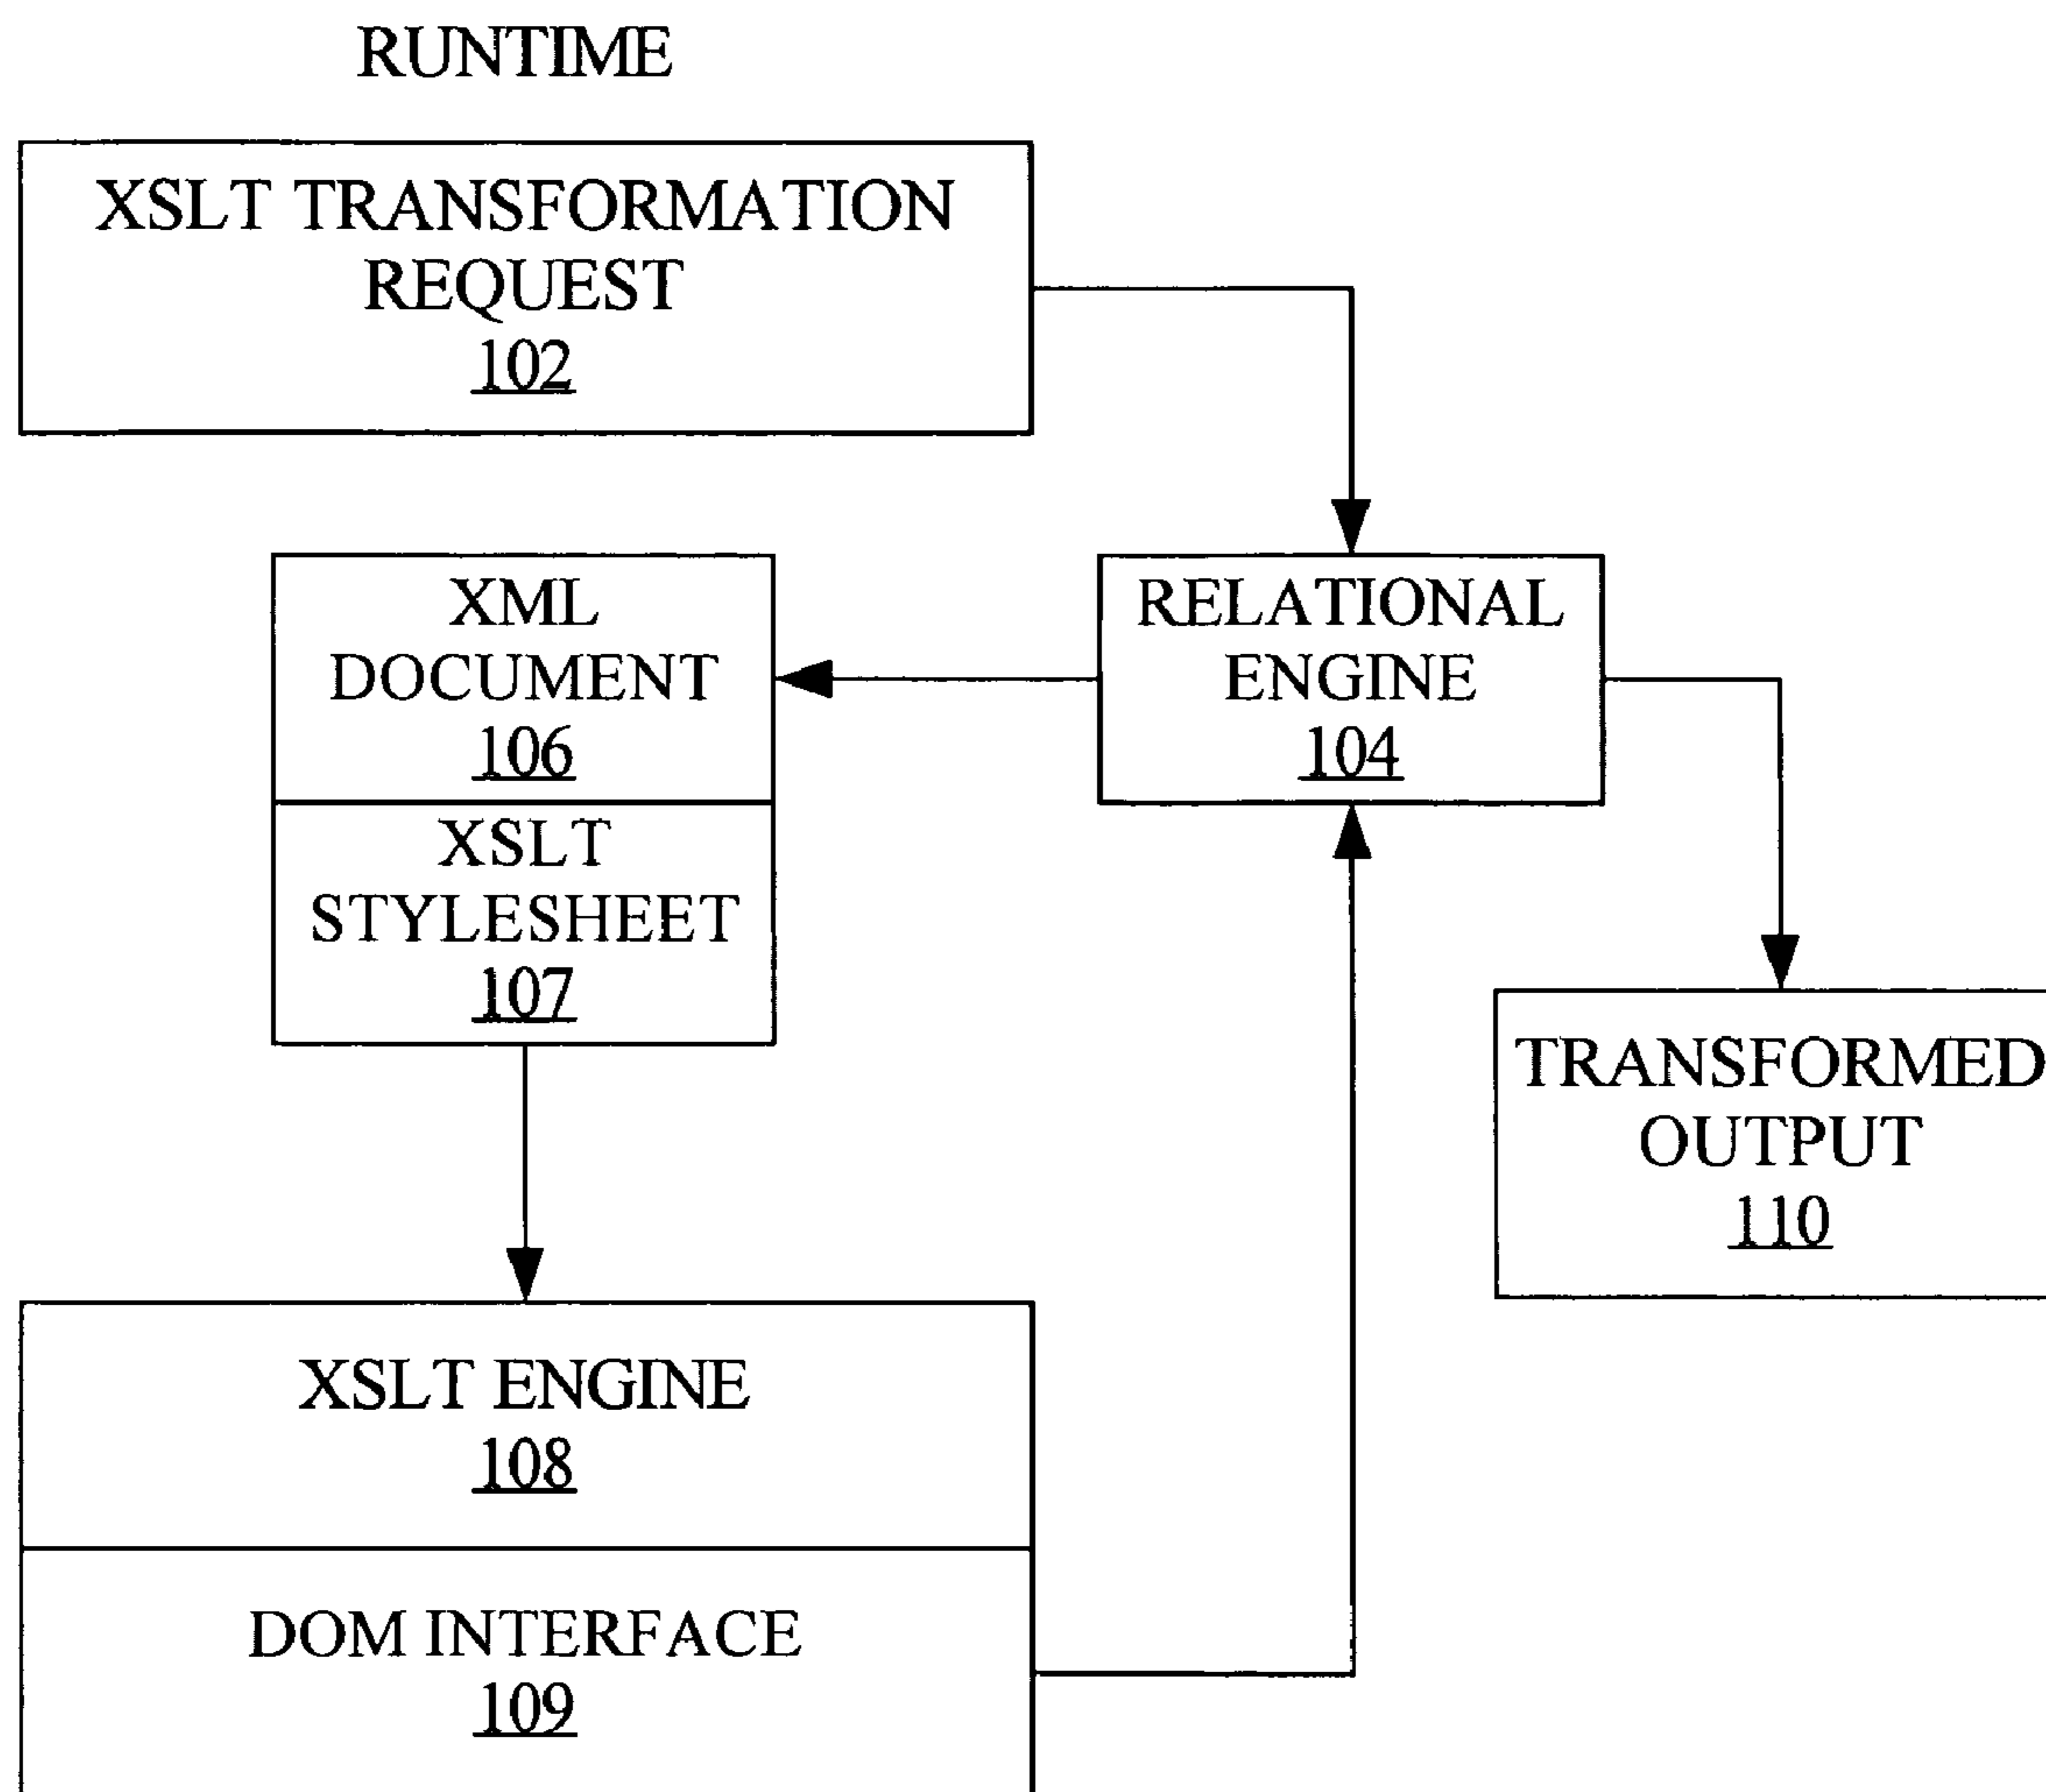 RUNTIME
XSLT TRANSFORMATION
REQUEST
102
XML
DOCUMENT
106
XSLT
STYLESHEET
107
RELATIONAL
ENGINE
104
TRANSFORMED
OUTPUT
110
XSLT ENGINE
108
DOM INTERFACE
109